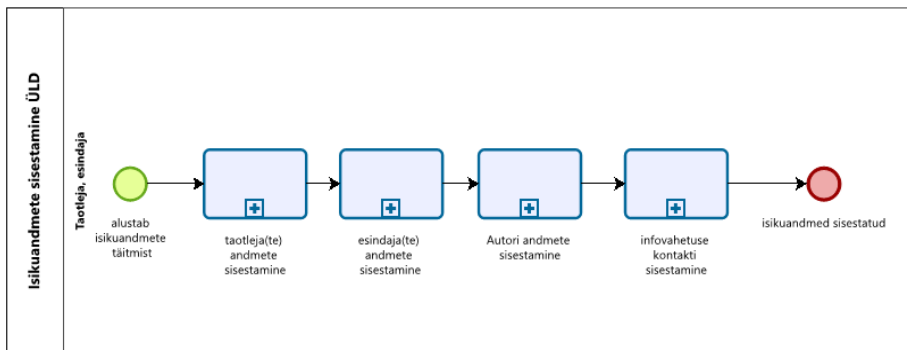 Isikuandmete sisestamine ÜLD
Taotleja, esindaja
alustab
isikuandmete
täitmist
taotleja(te)
andmete
sisestamine
esindaja(te)
andmete
sisestamine
Autori andmete
sisestamine
infovahetuse
kontakti
sisestamine
isikuandmed sisestatud